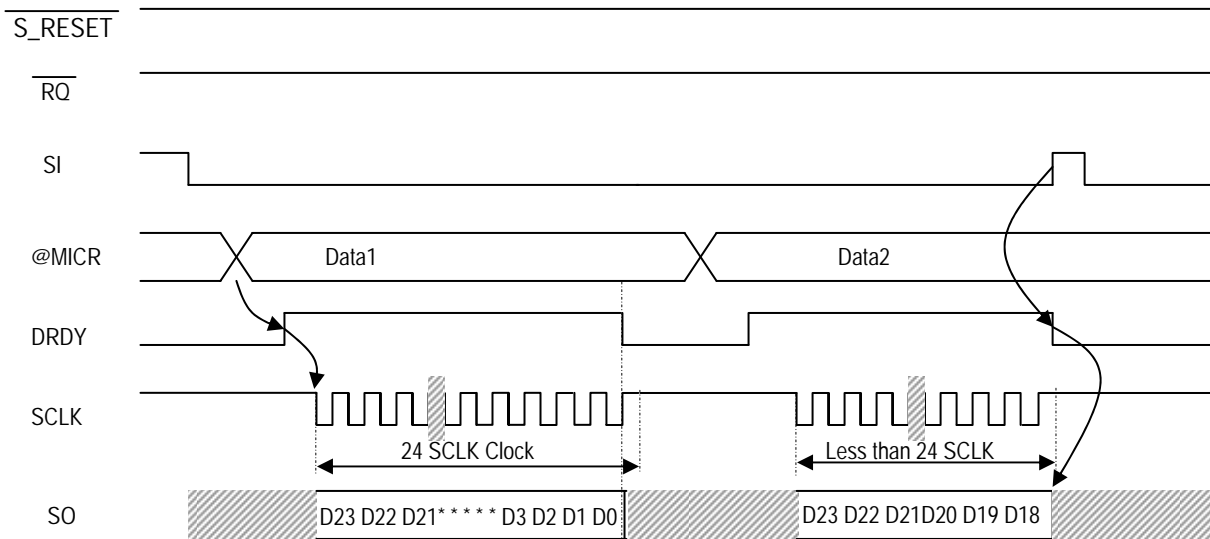 S_RESET
RQ
SI
@MICR Data1 Data2
DRDY
SCLK
24 SCLK Clock Less than 24 SCLK
SO D23 D22 D21* * * * * D3 D2 D1 D0 D23 D22 D21D20 D19 D18